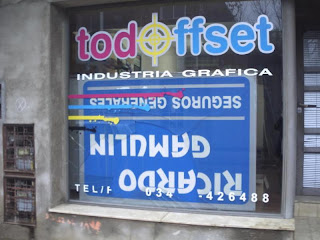 todoffset
INDUSTRIA GRAFICA
SEGUROS GENERALES
GAMULIN
RICARDO
TEL/F 034 -426488